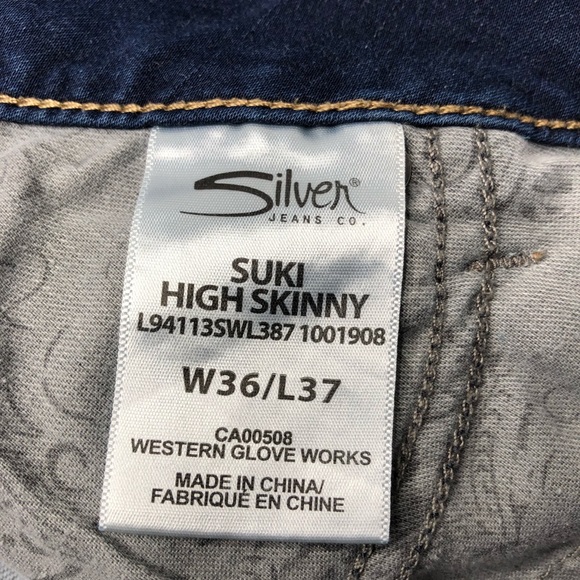 Silver®
JEANS CO.
SUKI
HIGH SKINNY
L94113SWL387 1001908
W36/L37
CA00508
WESTERN GLOVE WORKS
MADE IN CHINA/
FABRIQUÉ EN CHINE